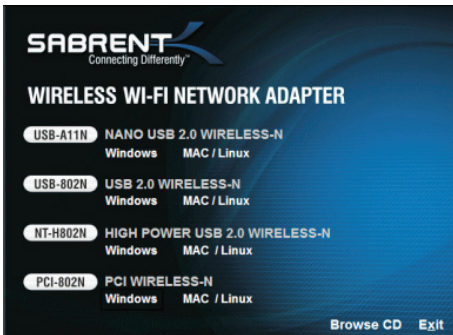 SABRENT
Connecting Differently™
WIRELESS WI-FI NETWORK ADAPTER
USB-A11N NANO USB 2.0 WIRELESS-N
Windows MAC / Linux
USB-802N USB 2.0 WIRELESS-N
Windows MAC / Linux
NT-H802N HIGH POWER USB 2.0 WIRELESS-N
Windows MAC / Linux
PCI-802N PCI WIRELESS-N
Windows MAC / Linux
Browse CD Exit